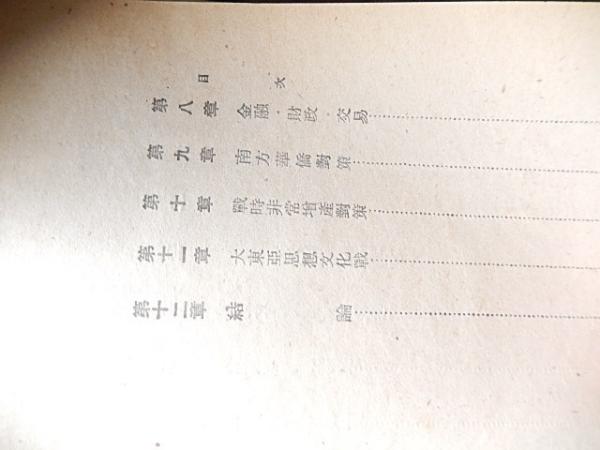 目次
第八章 金融・財政・交易
第九章 南方華僑對策
第十章 戰時非常增產對策
第十一章 大東亞思想文化戰
第十二章 結論